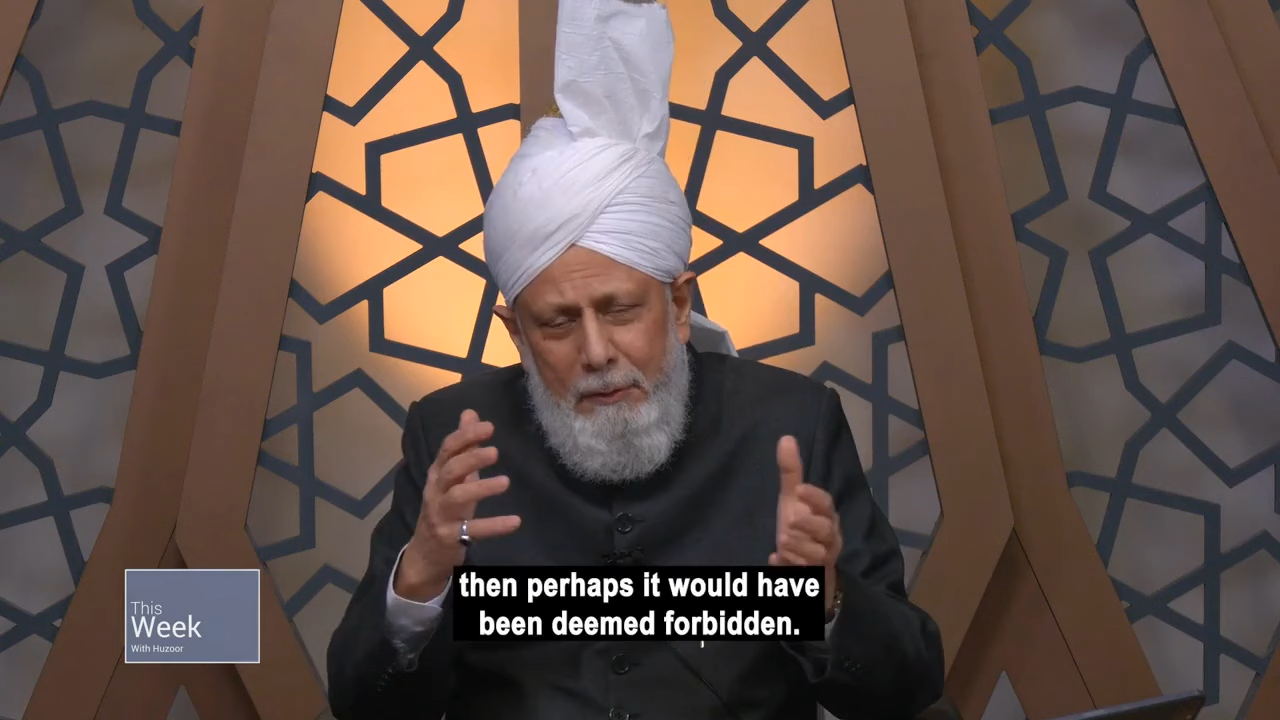 then perhaps it would have
been deemed forbidden.
This
Week
With Huzoor